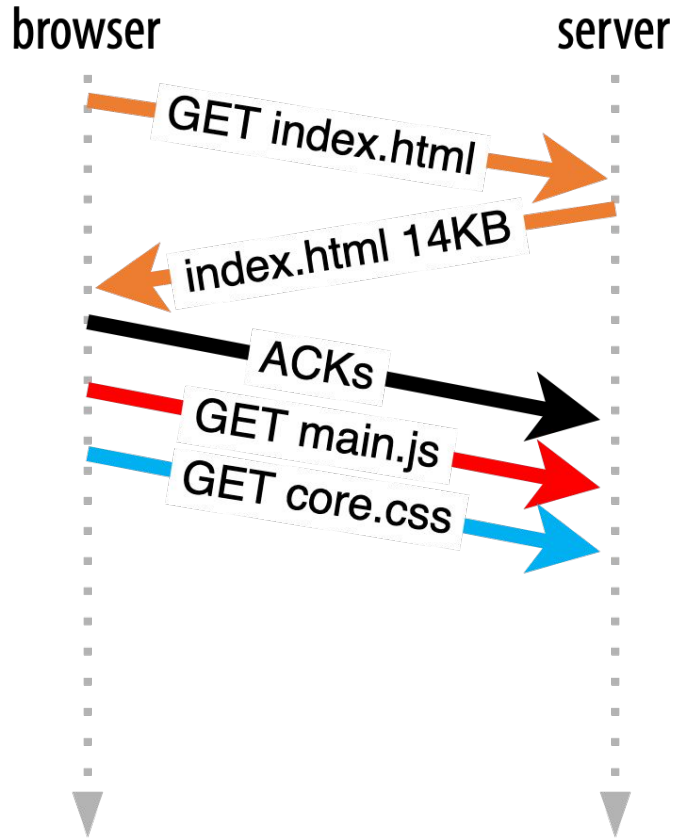 browser
server
GET index.html
index.html 14KB
ACKs
GET main.js
GET core.css